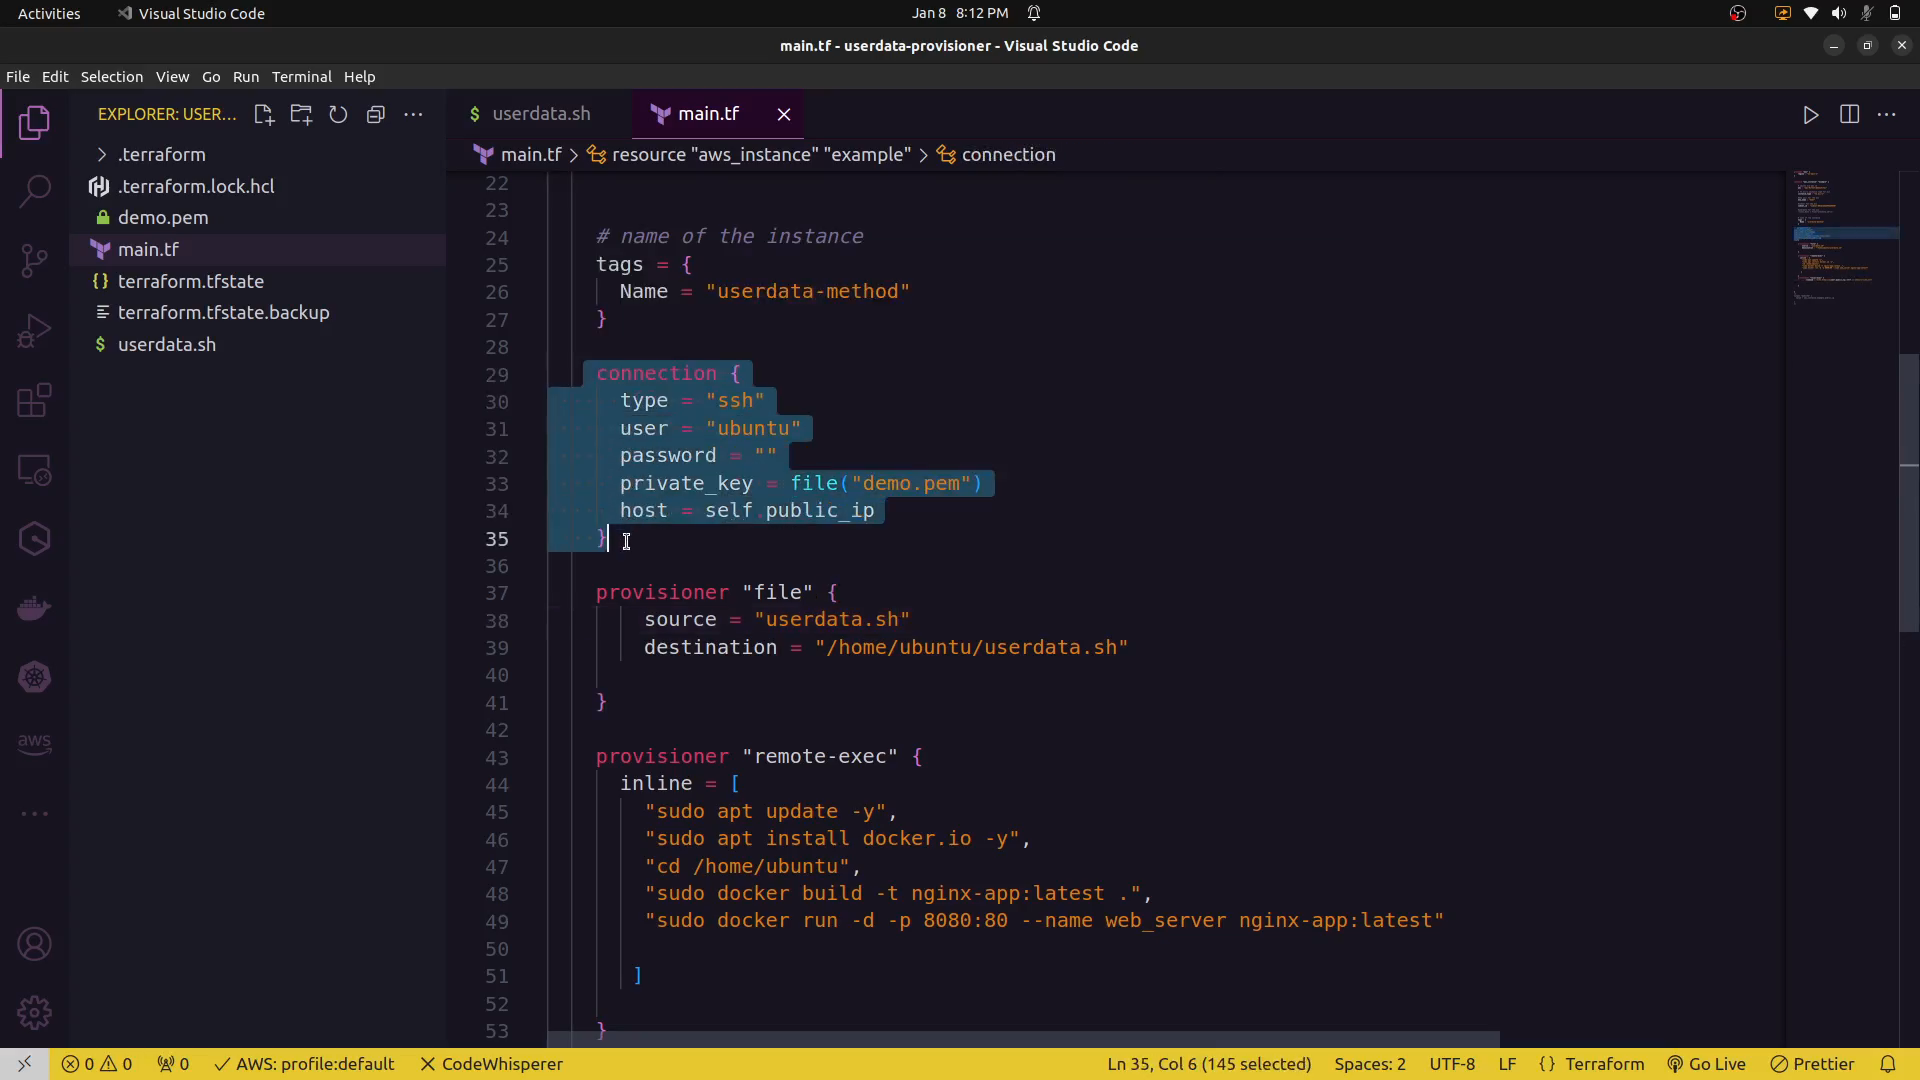 Activities
Visual Studio Code
Jan 8 8:12 PM
main.tf - userdata-provisioner - Visual Studio Code
File Edit Selection View Go Run Terminal Help
EXPLORER: USER...
.terraform
.terraform.lock.hcl
demo.pem
main.tf
terraform.tfstate
terraform.tfstate.backup
userdata.sh
aws
userdata.sh
main.tf
main.tf > resource "aws_instance" "example" > connection
22
23
24 # name of the instance
25 tags = {
26 Name = "userdata-method"
27 }
28
29 connection {
30 type = "ssh"
31 user = "ubuntu"
32 password = ""
33 private_key = file("demo.pem")
34 host = self.public_ip
35 }
36
37 provisioner "file" {
38 source = "userdata.sh"
39 destination = "/home/ubuntu/userdata.sh"
40
41 }
42
43 provisioner "remote-exec" {
44 inline = [
45 "sudo apt update -y",
46 "sudo apt install docker.io -y",
47 "cd /home/ubuntu",
48 "sudo docker build -t nginx-app:latest .",
49 "sudo docker run -d -p 8080:80 --name web_server nginx-app:latest"
50
51 ]
52
53 }
0 0 0 AWS: profile:default CodeWhisperer Ln 35, Col 6 (145 selected) Spaces: 2 UTF-8 LF {} Terraform Go Live Prettier